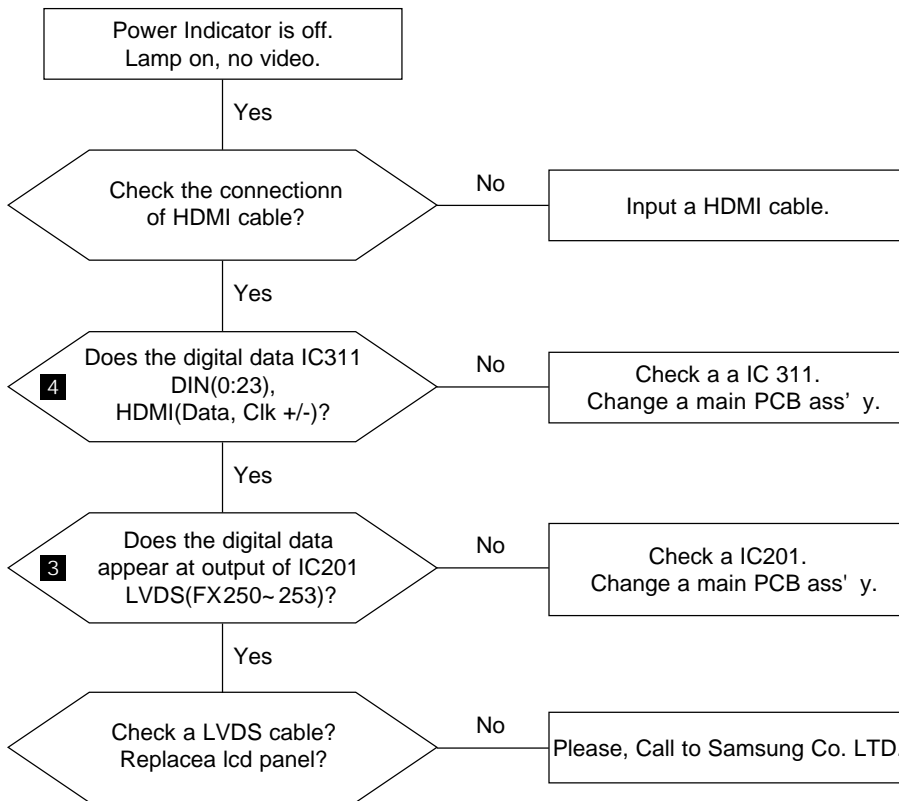 Power Indicator is off.
Lamp on, no video.
Yes
Check the connectionn
of HDMI cable?
No
Input a HDMI cable.
Yes
4
Does the digital data IC311
DIN(0:23),
HDMI(Data, Clk +/-)?
No
Check a a IC 311.
Change a main PCB ass' y.
Yes
3
Does the digital data
appear at output of IC201
LVDS(FX250~253)?
No
Check a IC201.
Change a main PCB ass' y.
Yes
Check a LVDS cable?
Replacea lcd panel?
No
Please, Call to Samsung Co. LTD.